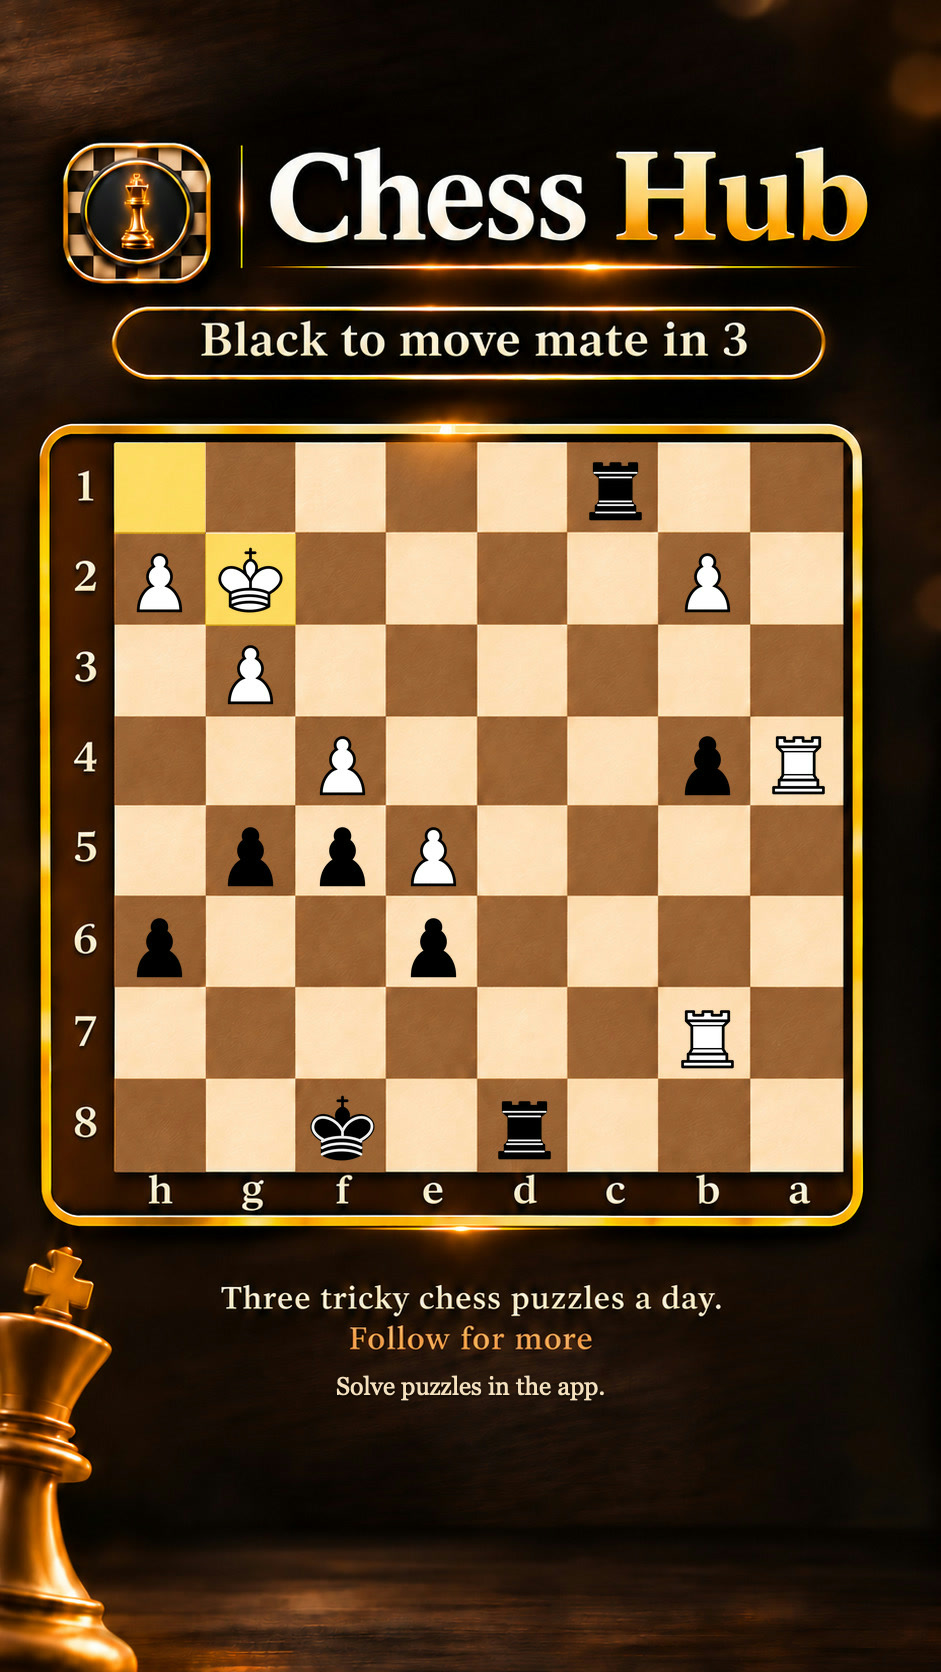 Chess Hub
Black to move mate in 3
1
2
3
4
5
6
7
8
h g f e d c b a
Three tricky chess puzzles a day.
Follow for more
Solve puzzles in the app.